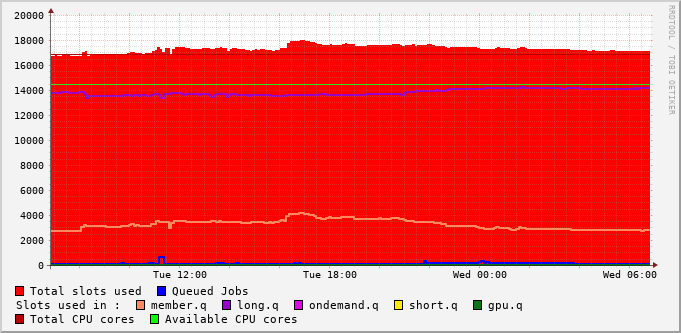 RRDTOOL / TOBI OETIKER
20000
18000
16000
14000
12000
10000
8000
6000
4000
2000
0
Tue 12:00 Tue 18:00 Wed 00:00 Wed 06:00
Total slots used Queued Jobs
Slots used in : member.q long.q ondemand.q short.q gpu.q
Total CPU cores Available CPU cores